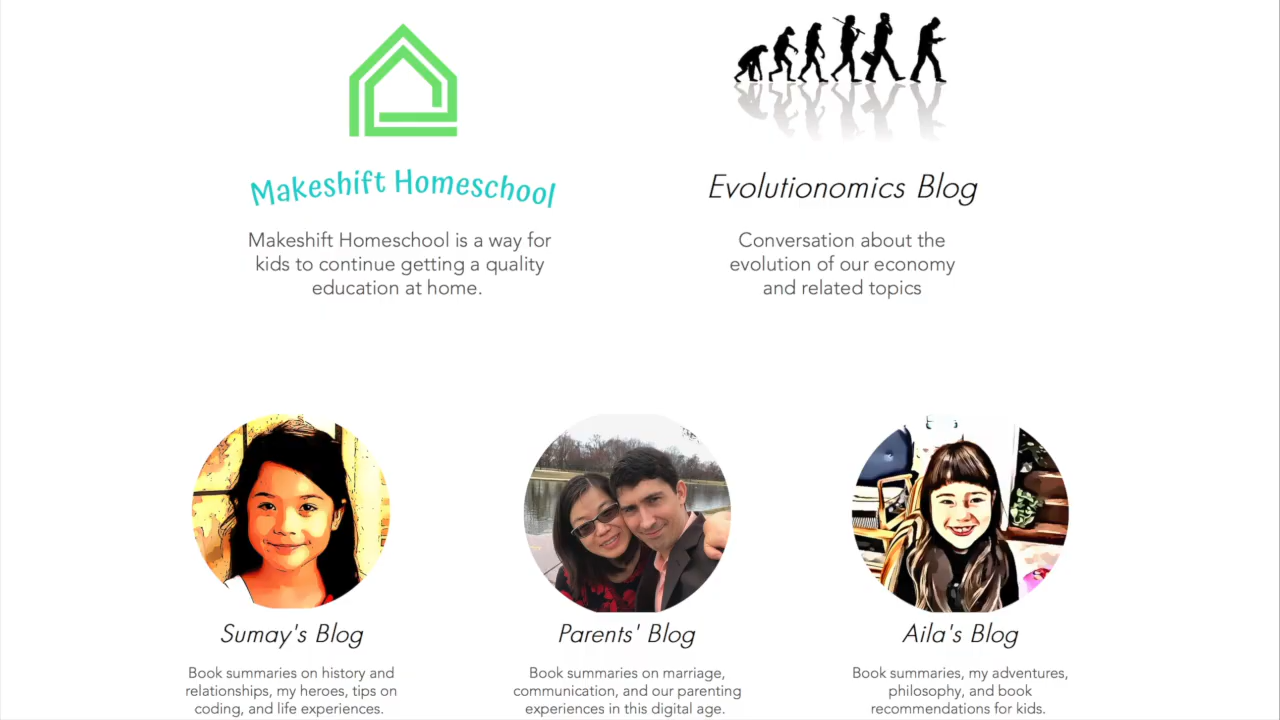 Makeshift Homeschool
Makeshift Homeschool is a way for
kids to continue getting a quality
education at home.
Evolutionomics Blog
Conversation about the
evolution of our economy
and related topics
Sumay's Blog
Book summaries on history and
relationships, my heroes, tips on
coding, and life experiences.
Parents' Blog
Book summaries on marriage,
communication, and our parenting
experiences in this digital age.
Aila's Blog
Book summaries, my adventures,
philosophy, and book
recommendations for kids.